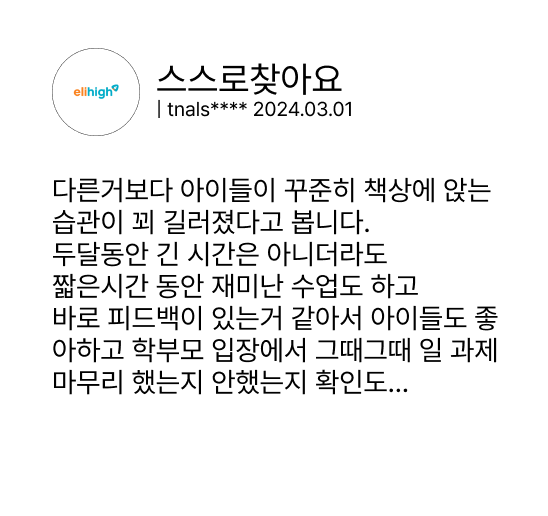 elihigh
스스로찾아요
| tnals**** 2024.03.01
다른거보다 아이들이 꾸준히 책상에 앉는
습관이 꾀 길러졌다고 봅니다.
두달동안 긴 시간은 아니더라도
짧은시간 동안 재미난 수업도 하고
바로 피드백이 있는거 같아서 아이들도 좋
아하고 학부모 입장에서 그때그때 일 과제
마무리 했는지 안했는지 확인도...